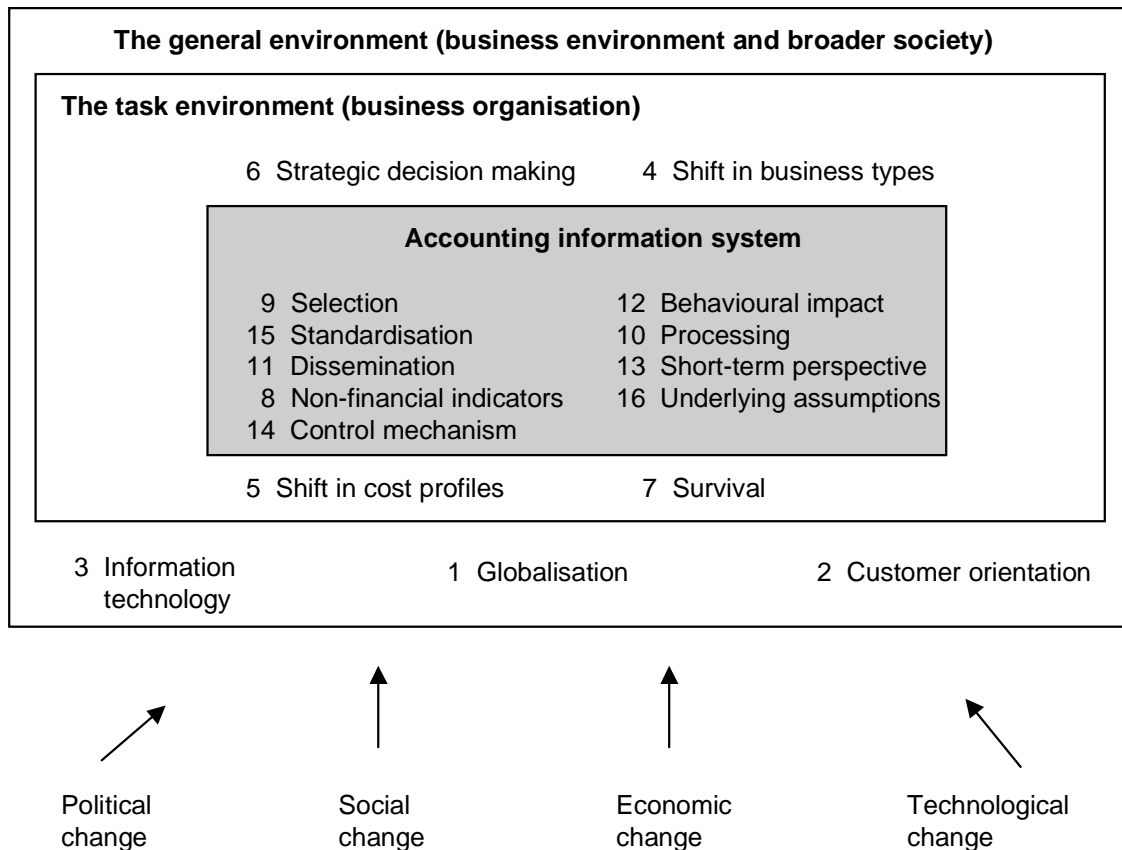 The general environment (business environment and broader society)
The task environment (business organisation)
6 Strategic decision making
4 Shift in business types
Accounting information system
9 Selection
15 Standardisation
11 Dissemination
8 Non-financial indicators
14 Control mechanism
12 Behavioural impact
10 Processing
13 Short-term perspective
16 Underlying assumptions
5 Shift in cost profiles
7 Survival
3 Information
technology
1 Globalisation
2 Customer orientation
Political
change
Social
change
Economic
change
Technological
change